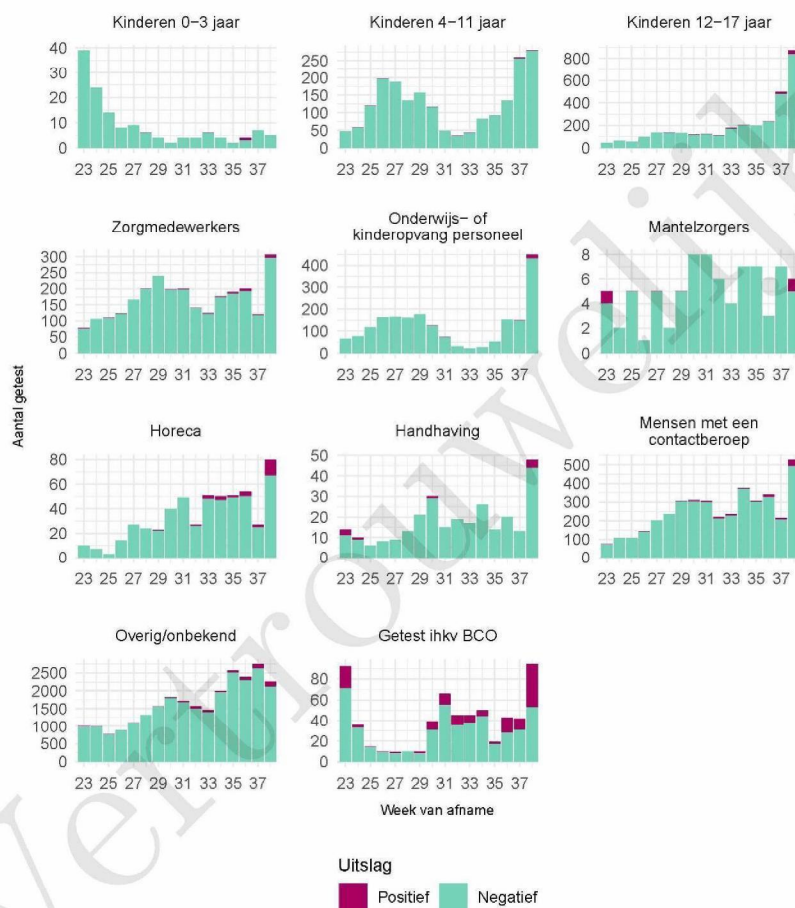 Kinderen 0−3 jaar
Kinderen 4−11 jaar
Kinderen 12−17 jaar
40
30
20
10
0
23 25 27 29 31 33 35 37
250
200
150
100
50
0
23 25 27 29 31 33 35 37
800
600
400
200
0
23 25 27 29 31 33 35 37
Zorgmedewerkers
Onderwijs− of
kinderopvang personeel
Mantelzorgers
300
250
200
150
100
50
0
23 25 27 29 31 33 35 37
400
300
200
100
0
23 25 27 29 31 33 35 37
8
6
4
2
0
23 25 27 29 31 33 35 37
Aantal getest
Horeca
Handhaving
Mensen met een
contactberoep
80
60
40
20
0
23 25 27 29 31 33 35 37
50
40
30
20
10
0
23 25 27 29 31 33 35 37
500
400
300
200
100
0
23 25 27 29 31 33 35 37
Overig/onbekend
Getest ihkv BCO
2500
2000
1500
1000
500
0
23 25 27 29 31 33 35 37
80
60
40
20
0
23 25 27 29 31 33 35 37
Week van afname
Uitslag
Positief Negatief
Vertrouwelijk